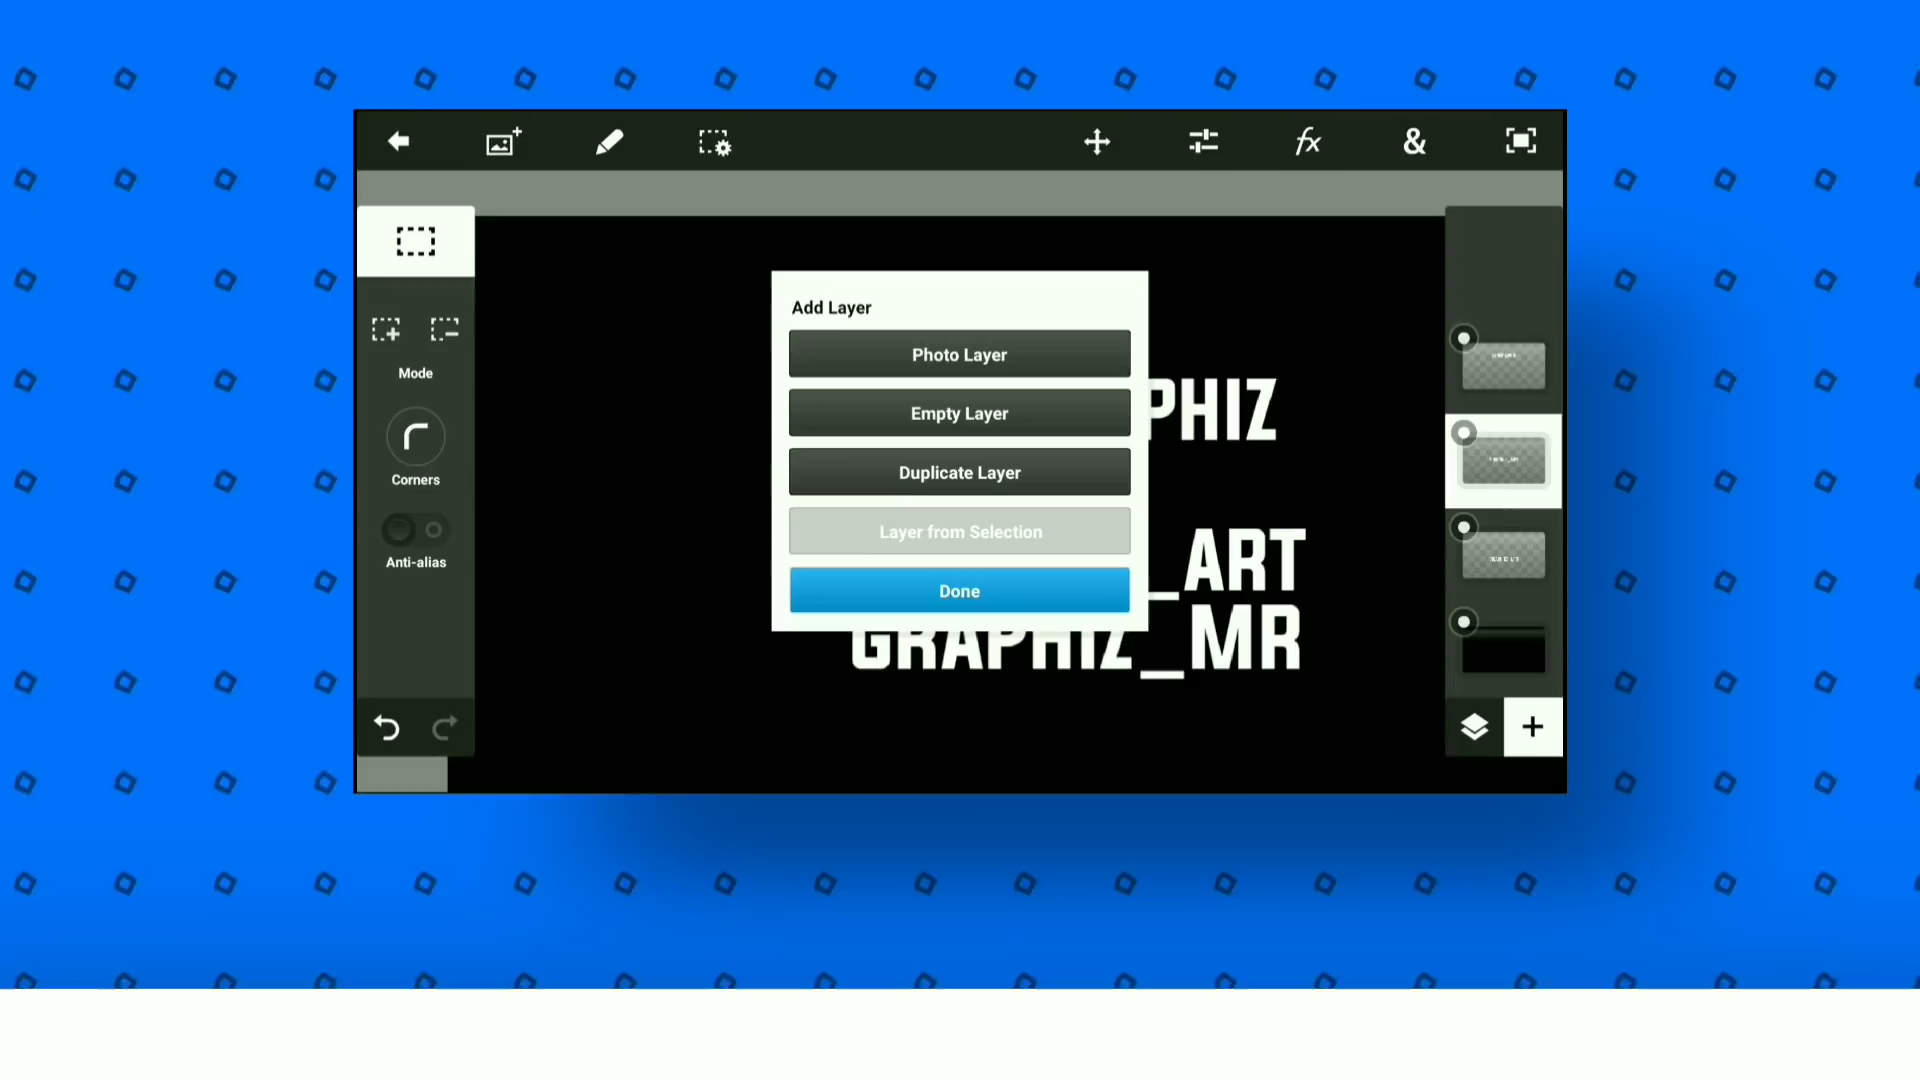 Add Layer
Photo Layer
Empty Layer
Duplicate Layer
Layer from Selection
Done
Mode
Corners
Anti-alias
fx
&
PHIZ
_ART
GRAPHIZ_MR